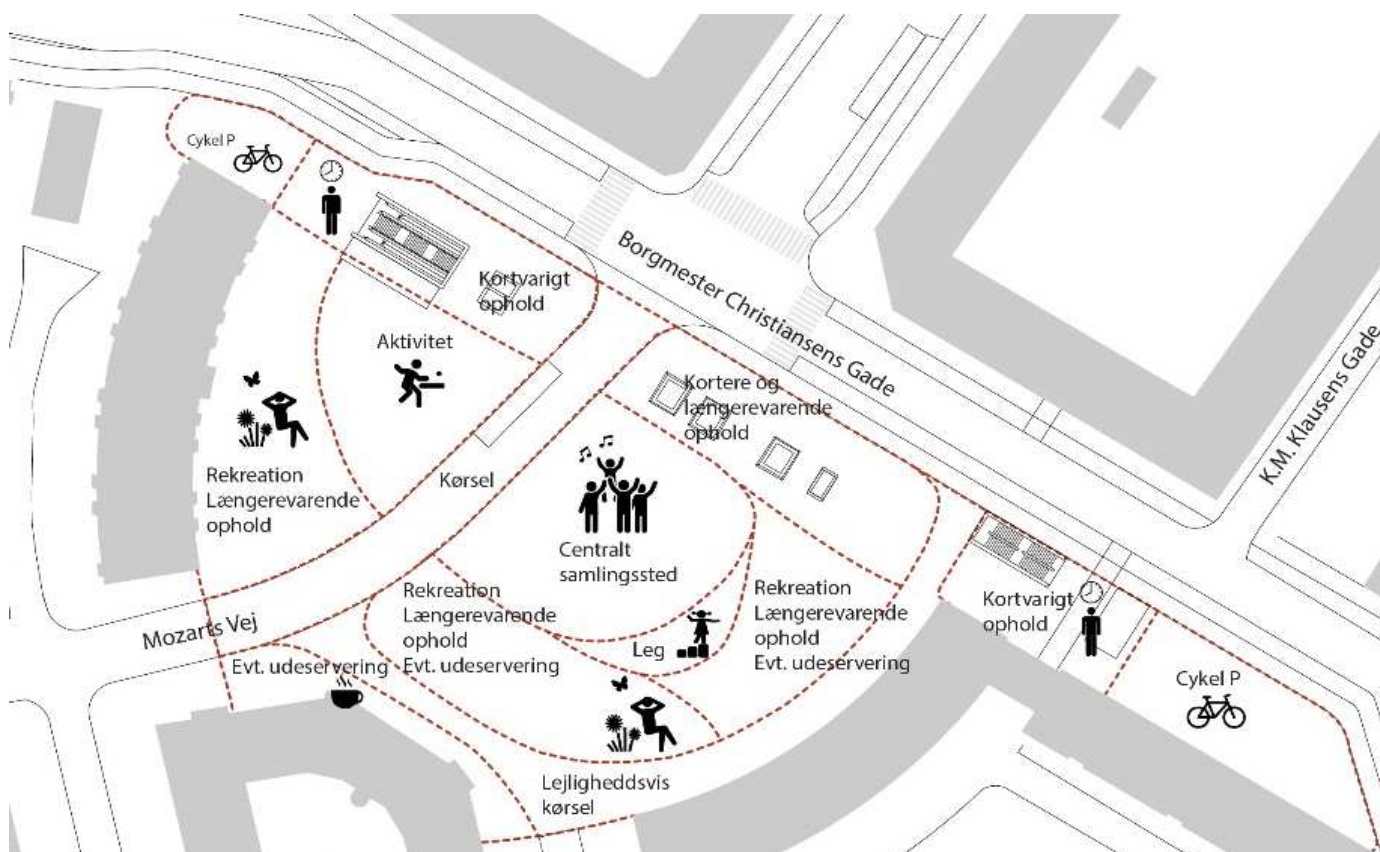 Cykel P
Kortvarigt
ophold
Borgmester Christiansens Gade
K.M. Klausens Gade
Aktivitet
Kortere og
længerevarende
ophold
Rekreation
Længerevarende
ophold
Kørsel
Centralt
samlingssted
Mozarts Vej
Rekreation
Længerevarende
ophold
Evt. udeservering
Leg
Rekreation
Længerevarende
ophold
Evt. udeservering
Kortvarigt
ophold
Evt. udeservering
Cykel P
Lejligheddsvis
kørsel